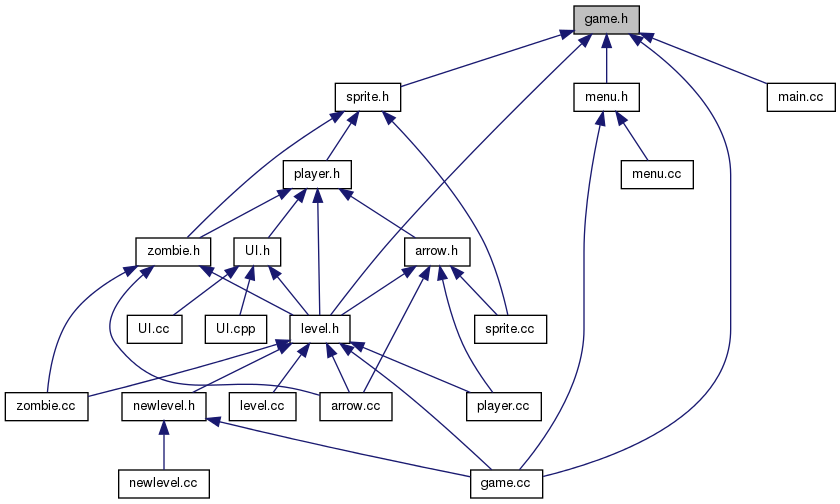 game.h
sprite.h
menu.h
main.cc
player.h
menu.cc
zombie.h
UI.h
arrow.h
UI.cc
UI.cpp
level.h
sprite.cc
zombie.cc
newlevel.h
level.cc
arrow.cc
player.cc
newlevel.cc
game.cc